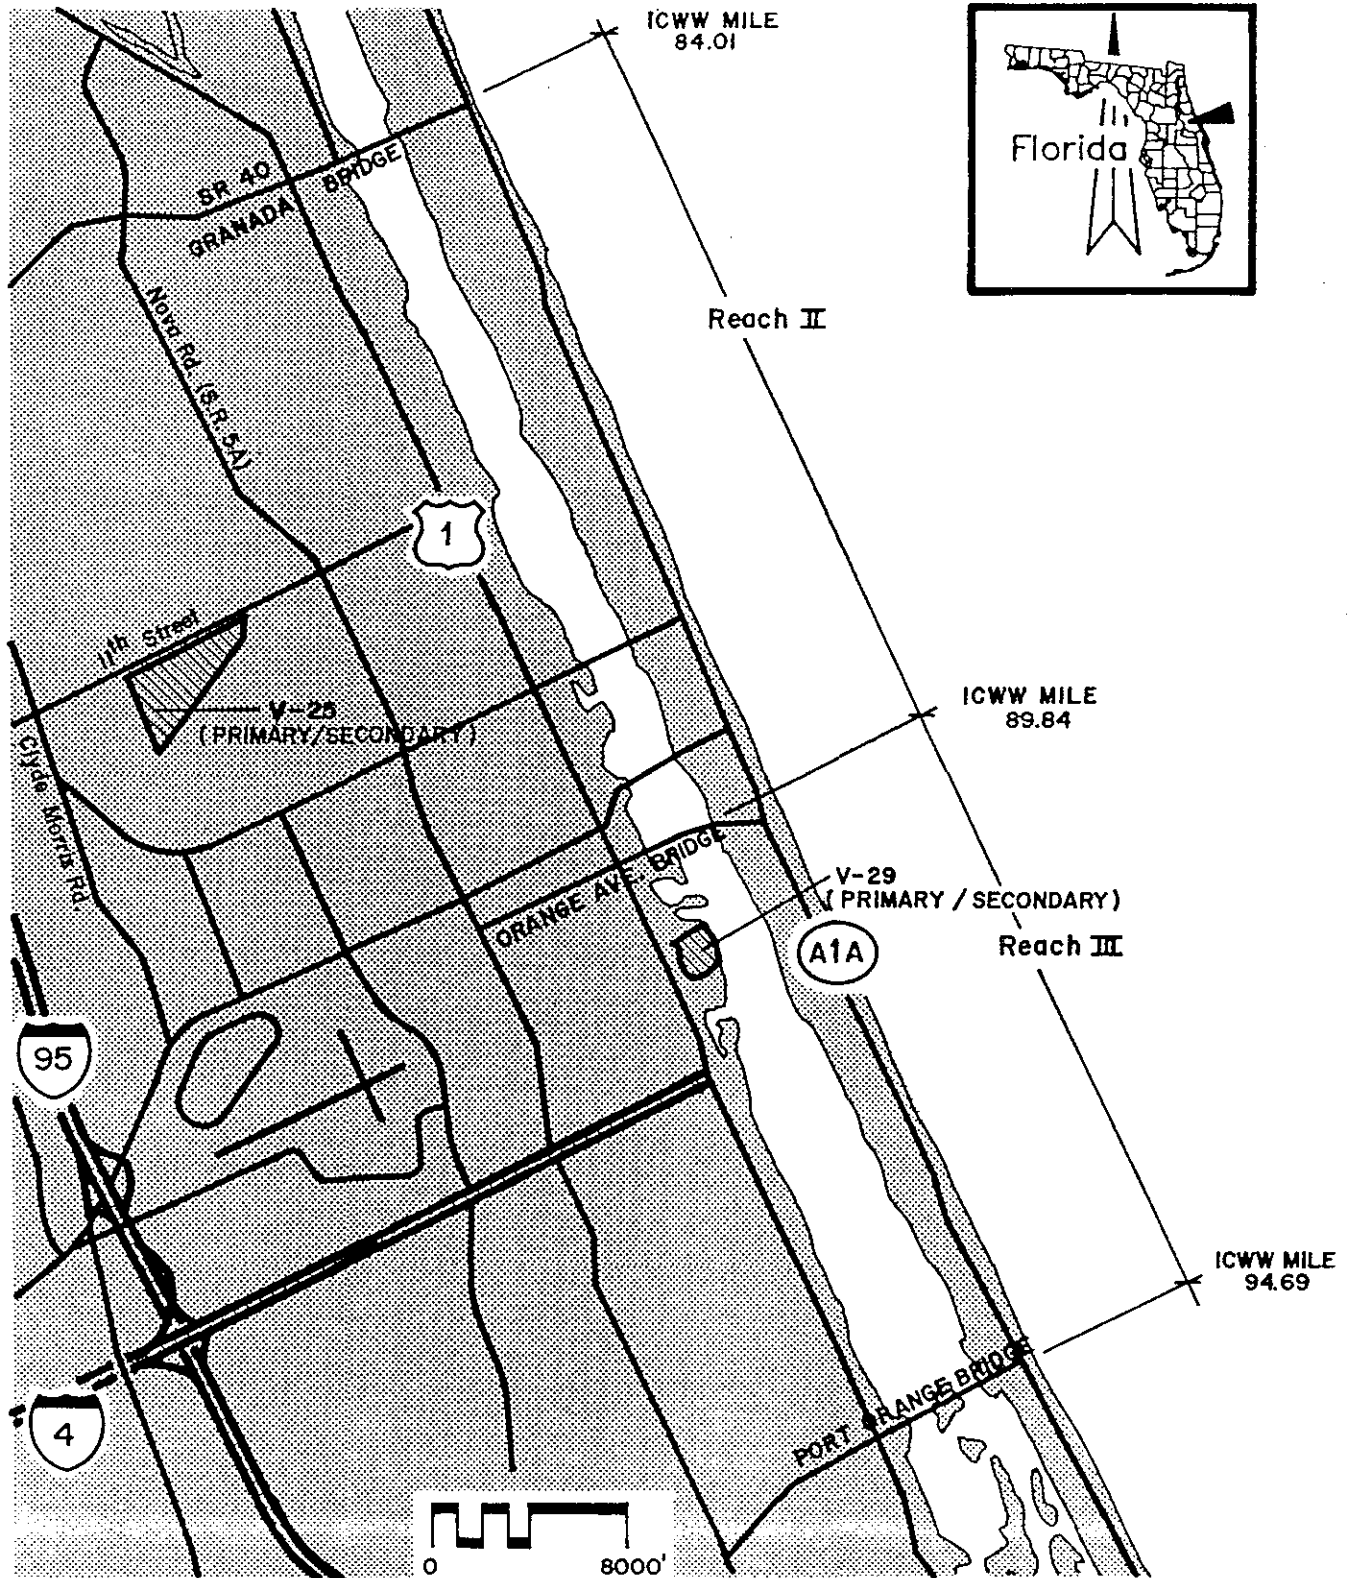 ICWW MILE
84.01
Florida
SR 40
GRANADA BRIDGE
Reach II
Nova Rd. (S.R. 5A)
1
11th Street
V-25
(PRIMARY/SECONDARY)
ICWW MILE
89.84
Clyde Morris Rd.
ORANGE AVE. BRIDGE
V-29
(PRIMARY / SECONDARY)
A1A
Reach III
95
ICWW MILE
94.69
PORT ORANGE BRIDGE
4
0 8000'